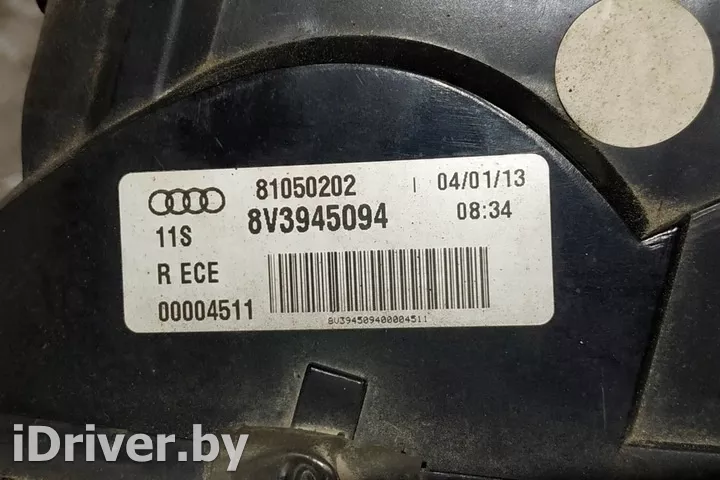 81050202 | 04/01/13
8V3945094 08:34
11S
R ECE
00004511
8V394509400004511
iDriver.by